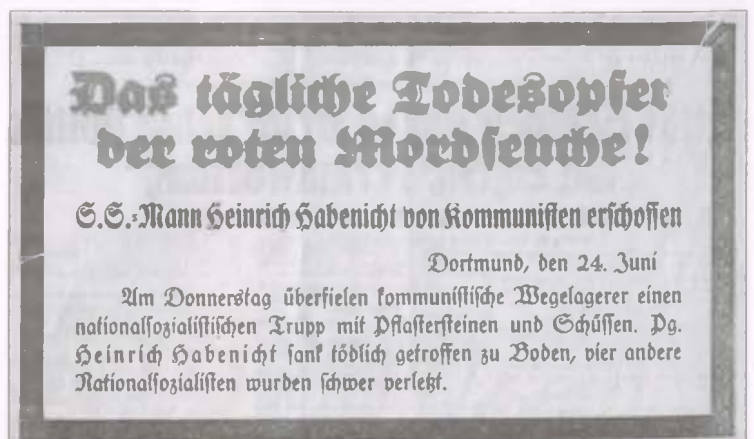 Das tägliche Todesopfer
der roten Mordseuche!
S.S.-Mann Heinrich Habenicht von Kommunisten erschossen
Dortmund, den 24. Juni
Am Donnerstag überfielen kommunistische Wegelagerer einen
nationalsozialistischen Trupp mit Pflastersteinen und Schüssen. Pg.
Heinrich Habenicht sank tödlich getroffen zu Boden, vier andere
Nationalsozialisten wurden schwer verletzt.